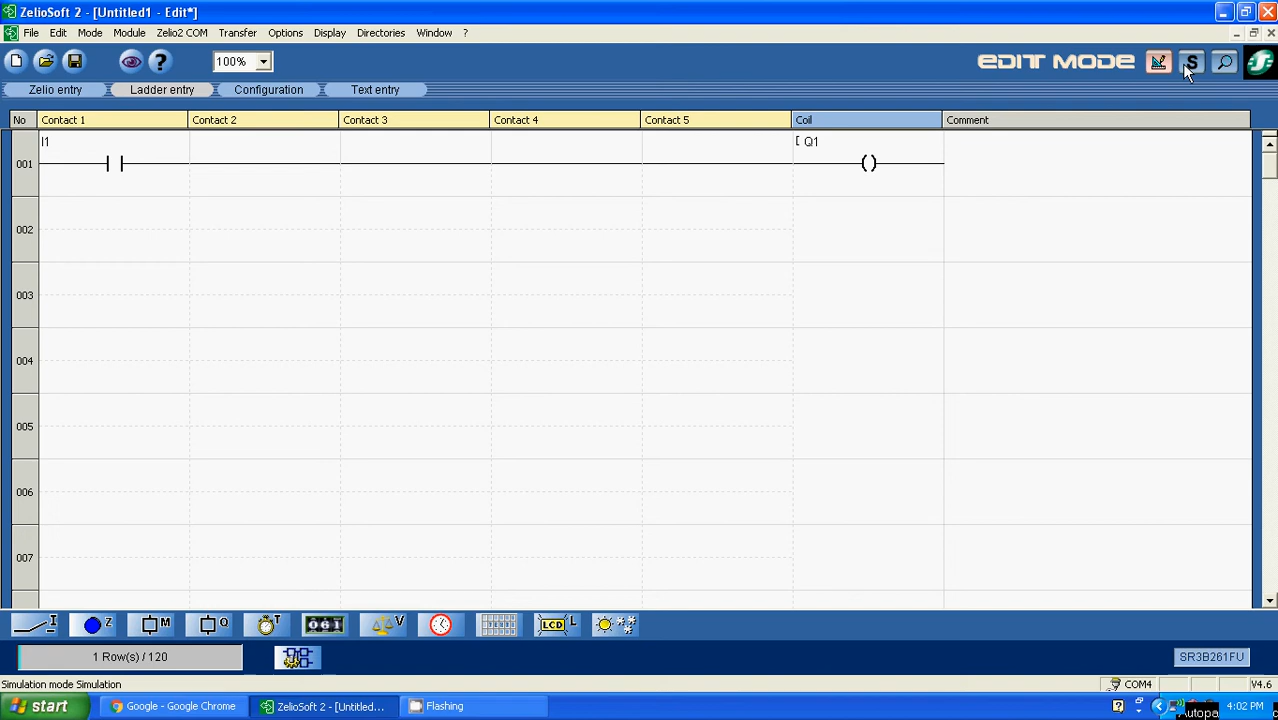 ZelioSoft 2 - [Untitled1 - Edit*]
File Edit Mode Module Zelio2 COM Transfer Options Display Directories Window ?
100% EDIT MODE S
Zelio entry Ladder entry Configuration Text entry
No Contact 1 Contact 2 Contact 3 Contact 4 Contact 5 Coil Comment
I1 [ Q1
001
002
003
004
005
006
007
I Z M Q T V LCD L
1 Row(s) / 120 SR3B261FU
Simulation mode Simulation COM4 V4.6
start Google - Google Chrome ZelioSoft 2 - [Untitled... Flashing ? 4:02 PM